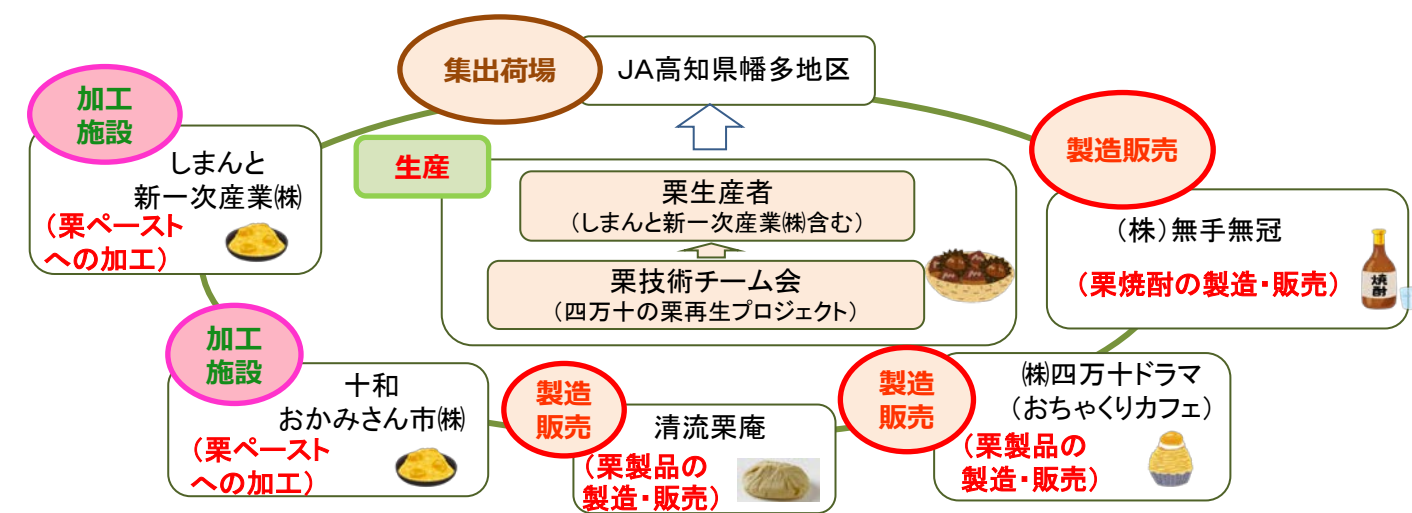 集出荷場
JA高知県幡多地区
加工
施設
しまんと
新一次産業㈱
(栗ペースト
への加工)
生産
栗生産者
(しまんと新一次産業㈱含む)
栗技術チーム会
(四万十の栗再生プロジェクト)
製造販売
(株)無手無冠
(栗焼酎の製造・販売)
焼酎
加工
施設
十和
おかみさん市㈱
(栗ペースト
への加工)
製造
販売
清流栗庵
(栗製品の
製造・販売)
製造
販売
㈱四万十ドラマ
(おちゃくりカフェ)
(栗製品の
製造・販売)